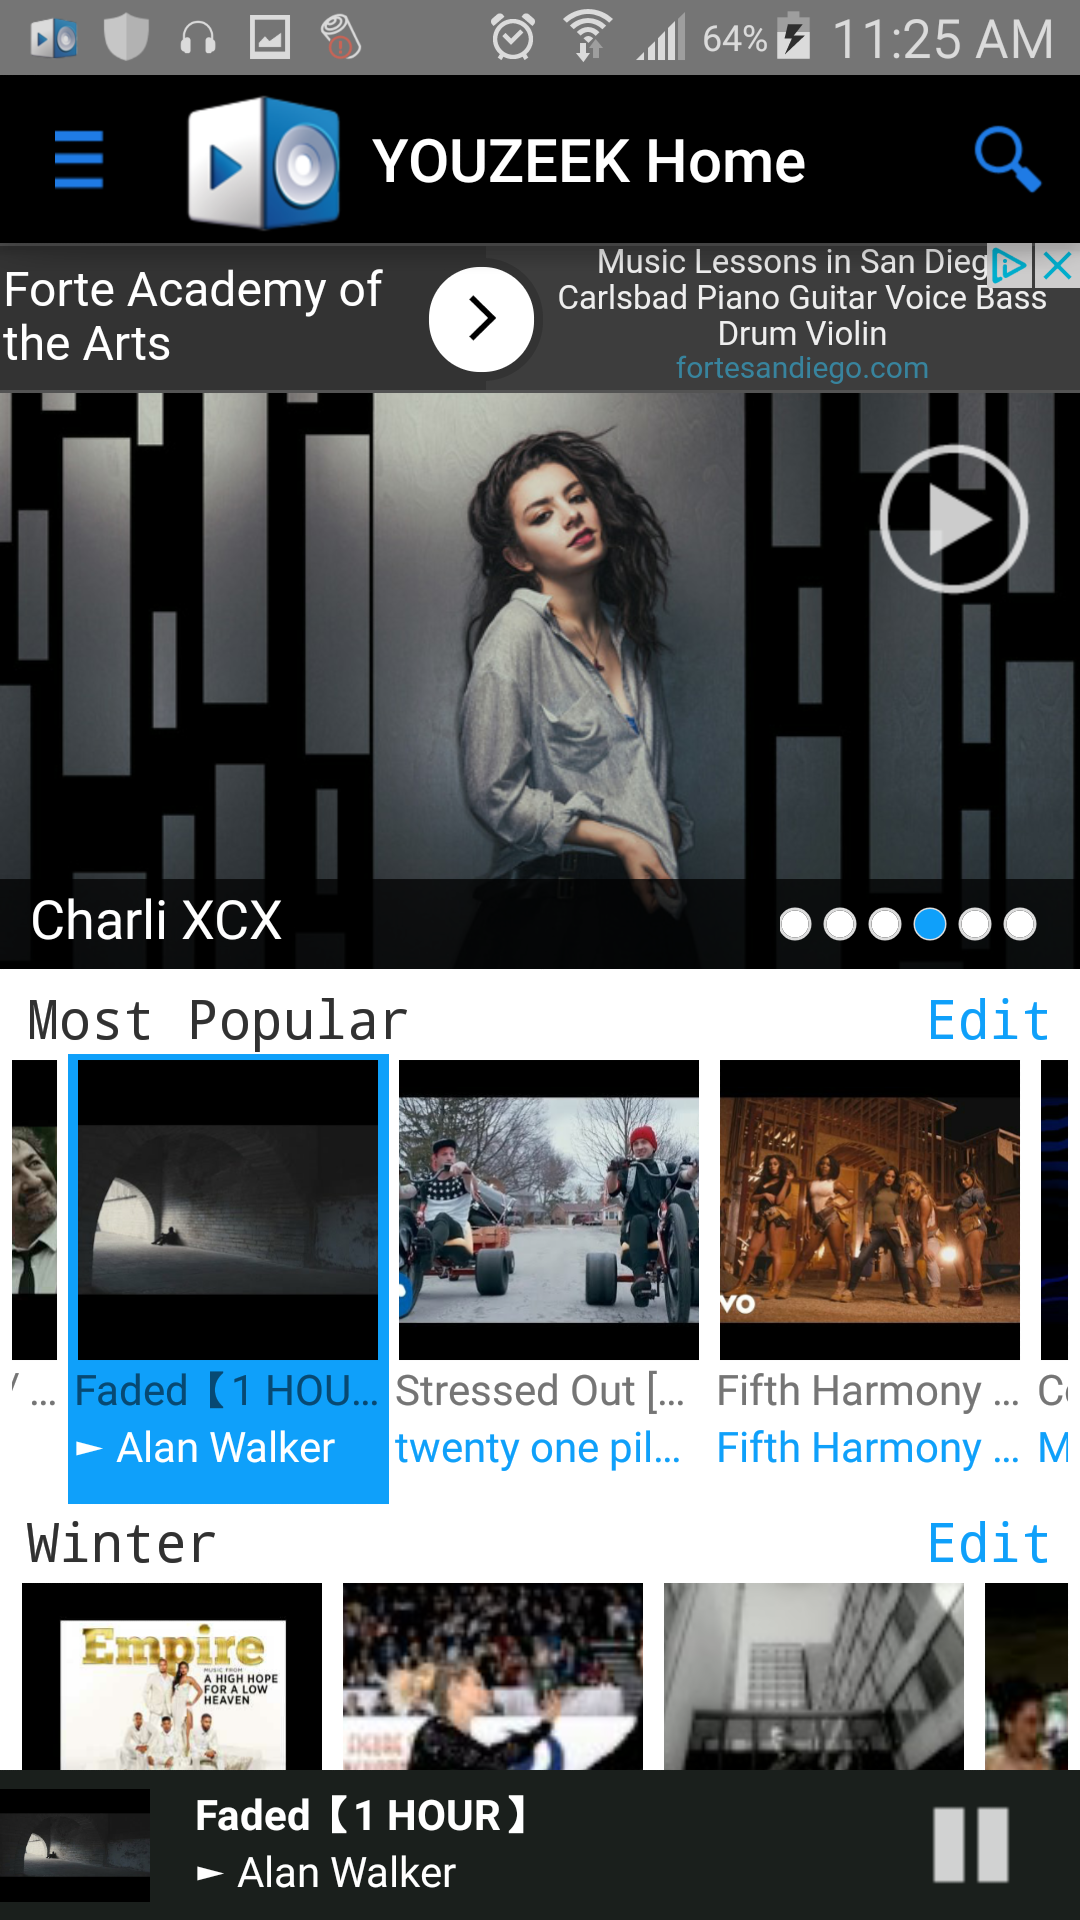 64% 11:25 AM
YOUZEEK Home
Forte Academy of
the Arts
Music Lessons in San Dieg
Carlsbad Piano Guitar Voice Bass
Drum Violin
fortesandiego.com
Charli XCX
Most Popular Edit
VO
/ ... Faded【1 HOU... Stressed Out [... Fifth Harmony ... Co
► Alan Walker twenty one pil... Fifth Harmony ... M
Winter Edit
Empire
MUSIC FROM
A HIGH HOPE
FOR A LOW
HEAVEN
Faded【1 HOUR】
► Alan Walker